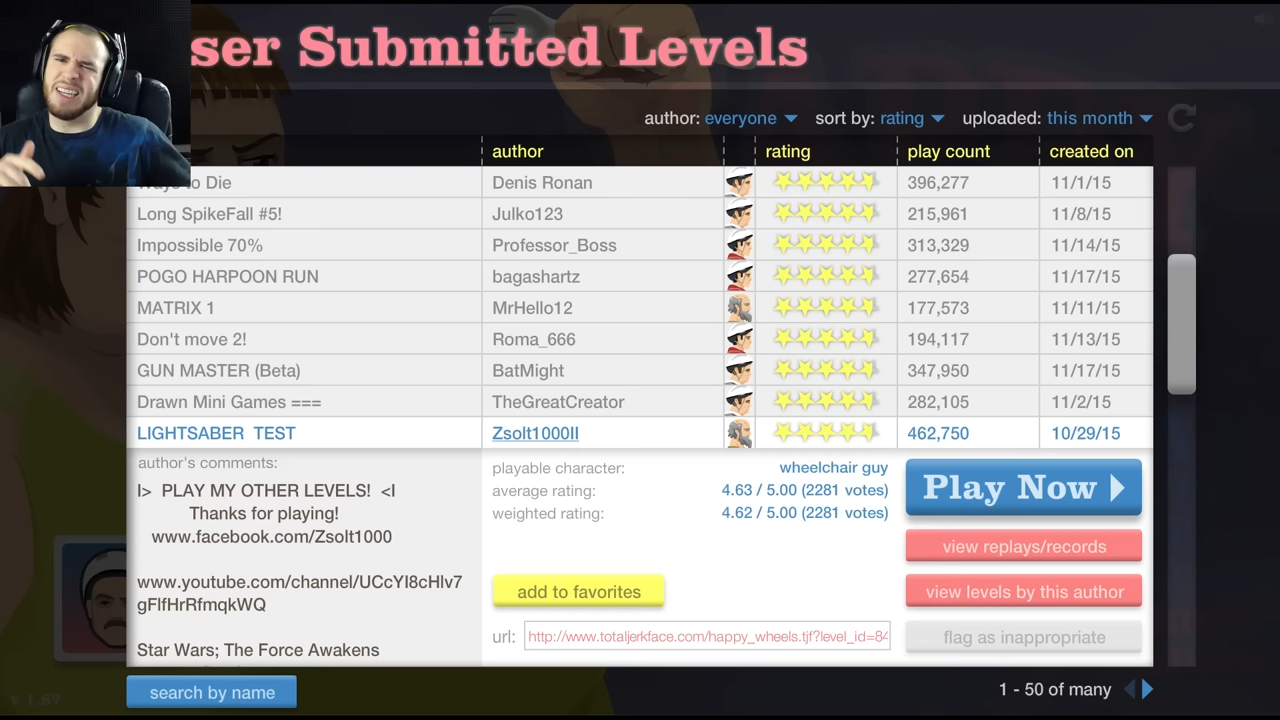 ser Submitted Levels
author: everyone sort by: rating uploaded: this month
author rating play count created on
Ways to Die Denis Ronan 396,277 11/1/15
Long SpikeFall #5! Julko123 215,961 11/8/15
Impossible 70% Professor_Boss 313,329 11/14/15
POGO HARPOON RUN bagashartz 277,654 11/17/15
MATRIX 1 MrHello12 177,573 11/11/15
Don't move 2! Roma_666 194,117 11/13/15
GUN MASTER (Beta) BatMight 347,950 11/17/15
Drawn Mini Games === TheGreatCreator 282,105 11/2/15
LIGHTSABER TEST Zsolt1000II 462,750 10/29/15
author's comments:
I> PLAY MY OTHER LEVELS! <I
Thanks for playing!
www.facebook.com/Zsolt1000
www.youtube.com/channel/UCcYI8cHlv7
gFlfHrRfmqkWQ
Star Wars; The Force Awakens
playable character: wheelchair guy
average rating: 4.63 / 5.00 (2281 votes)
weighted rating: 4.62 / 5.00 (2281 votes)
add to favorites
url: http://www.totaljerkface.com/happy_wheels.tjf?level_id=84
Play Now
view replays/records
view levels by this author
flag as inappropriate
search by name
1 - 50 of many
v 1.87